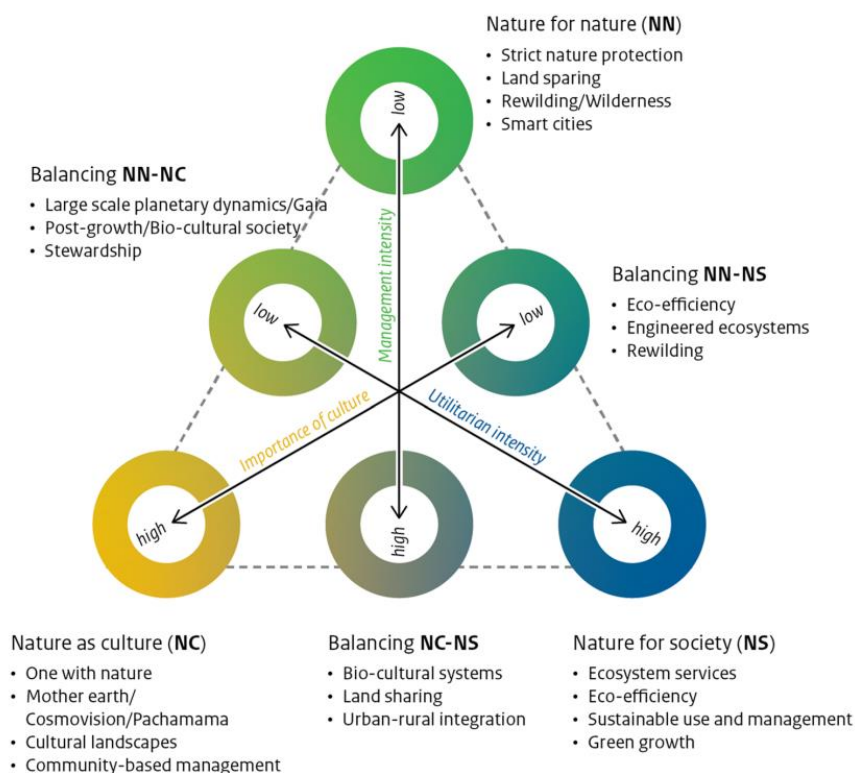 Nature for nature (NN)
• Strict nature protection
• Land sparing
• Rewilding/Wilderness
• Smart cities
low
Balancing NN-NC
• Large scale planetary dynamics/Gaia
• Post-growth/Bio-cultural society
• Stewardship
Management intensity
Balancing NN-NS
• Eco-efficiency
• Engineered ecosystems
• Rewilding
low
low
Importance of culture
Utilitarian intensity
high
high
high
Nature as culture (NC)
• One with nature
• Mother earth/
Cosmovision/Pachamama
• Cultural landscapes
• Community-based management
Balancing NC-NS
• Bio-cultural systems
• Land sharing
• Urban-rural integration
Nature for society (NS)
• Ecosystem services
• Eco-efficiency
• Sustainable use and management
• Green growth